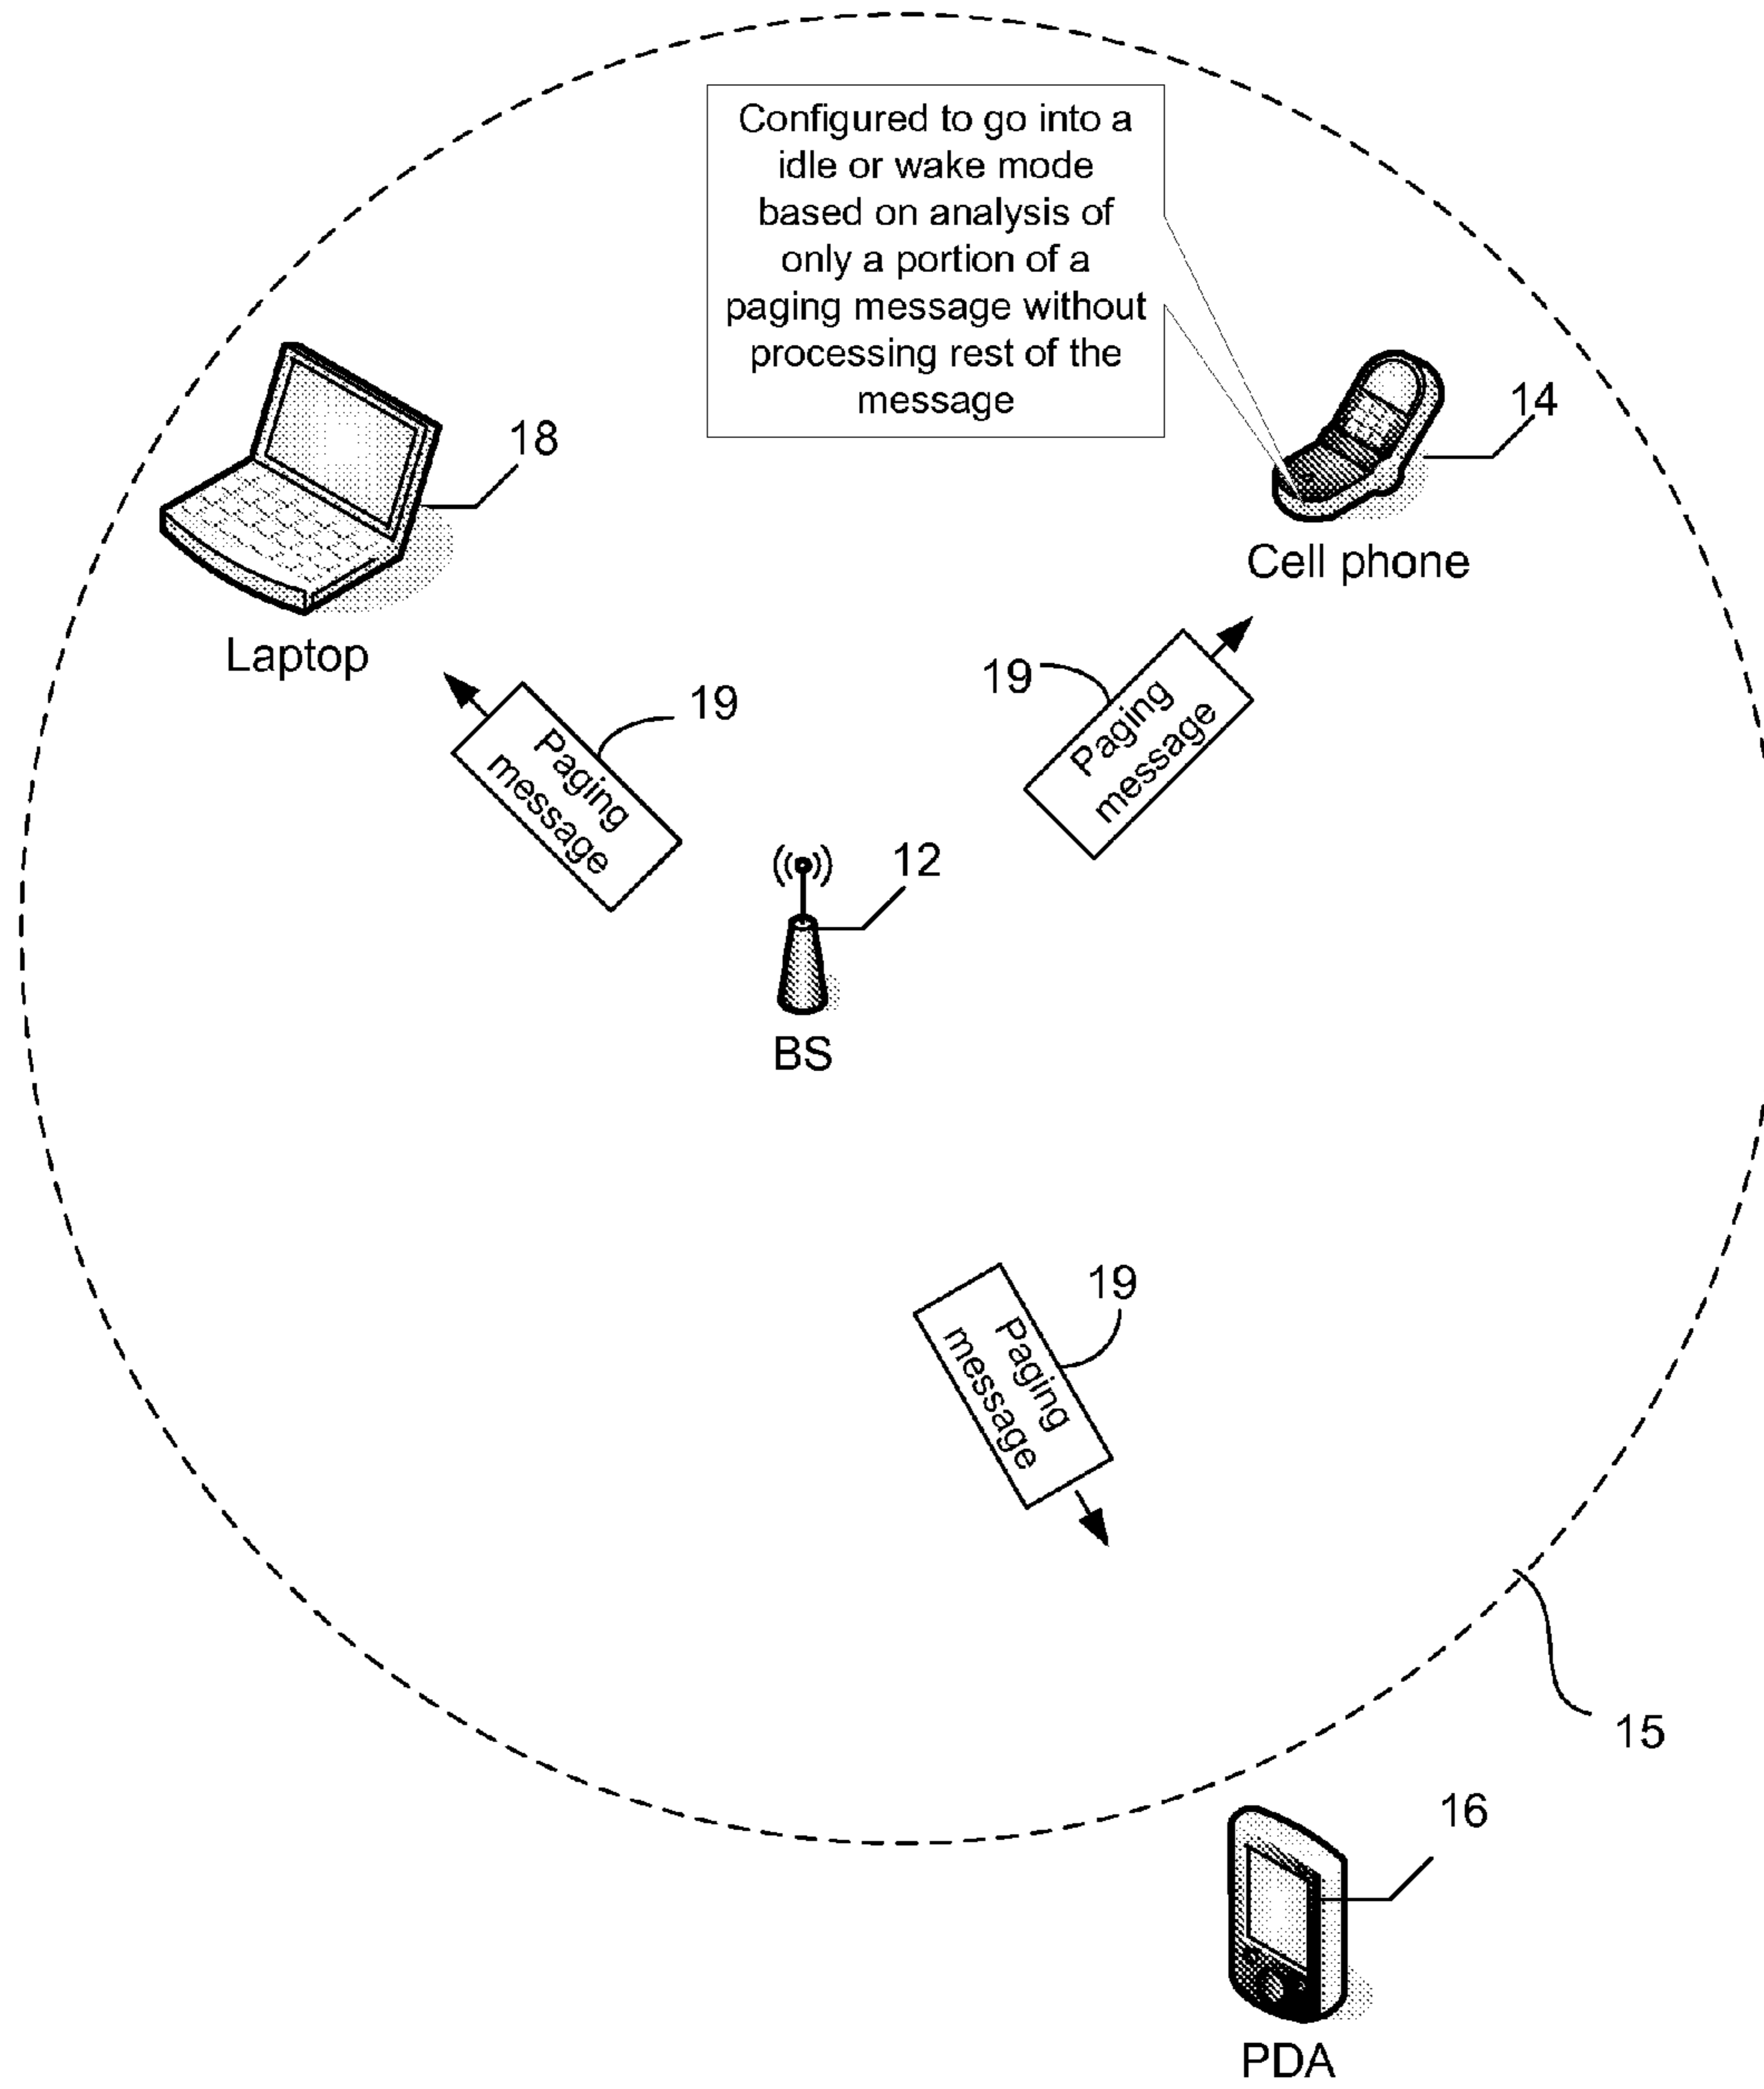 Configured to go into a
idle or wake mode
based on analysis of
only a portion of a
paging message without
processing rest of the
message
14
18
Cell phone
Laptop
19
Paging
message
19
Paging
message
12
BS
19
Paging
message
15
16
PDA